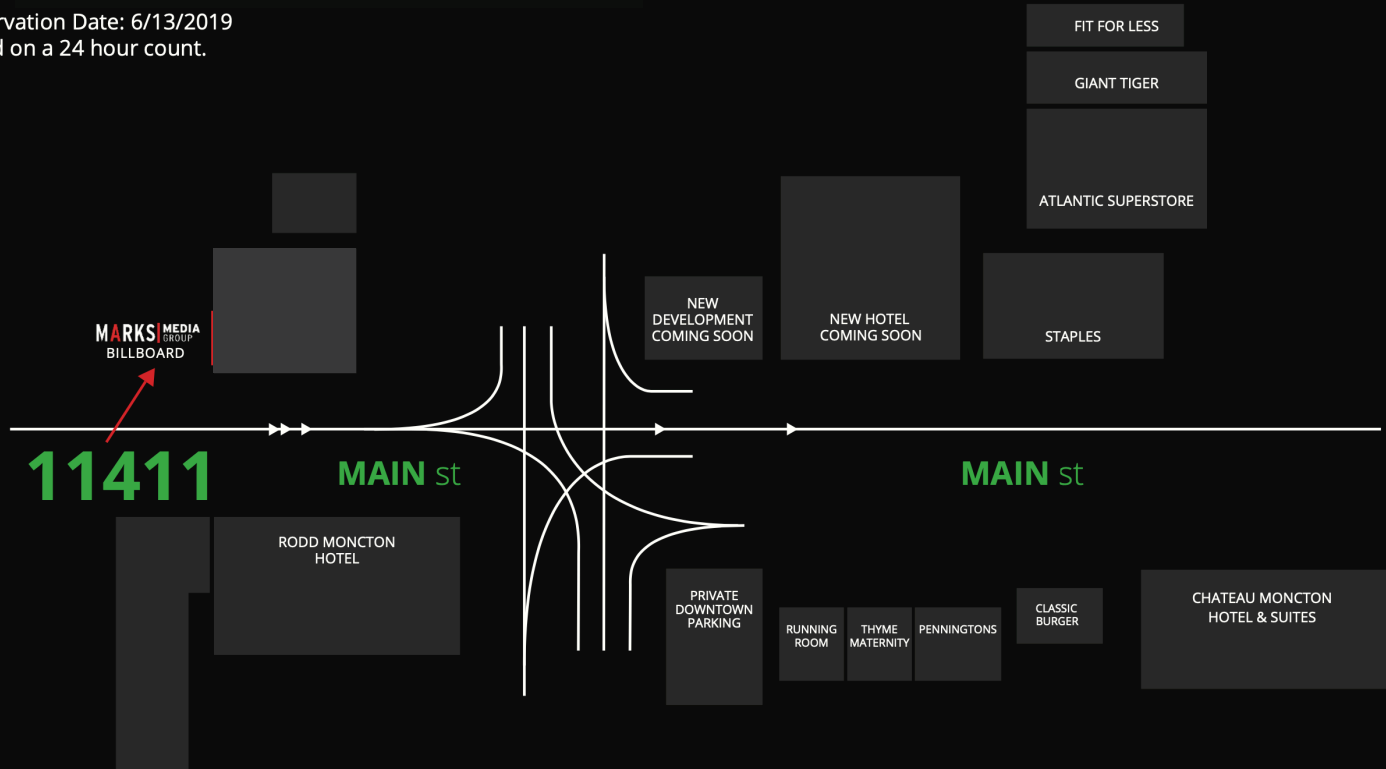 rvation Date: 6/13/2019
d on a 24 hour count.
FIT FOR LESS
GIANT TIGER
ATLANTIC SUPERSTORE
NEW
DEVELOPMENT
COMING SOON
NEW HOTEL
COMING SOON
STAPLES
MARKS MEDIA
GROUP
BILLBOARD
11411
MAIN st
MAIN st
RODD MONCTON
HOTEL
PRIVATE
DOWNTOWN
PARKING
RUNNING
ROOM
THYME
MATERNITY
PENNINGTONS
CLASSIC
BURGER
CHATEAU MONCTON
HOTEL & SUITES